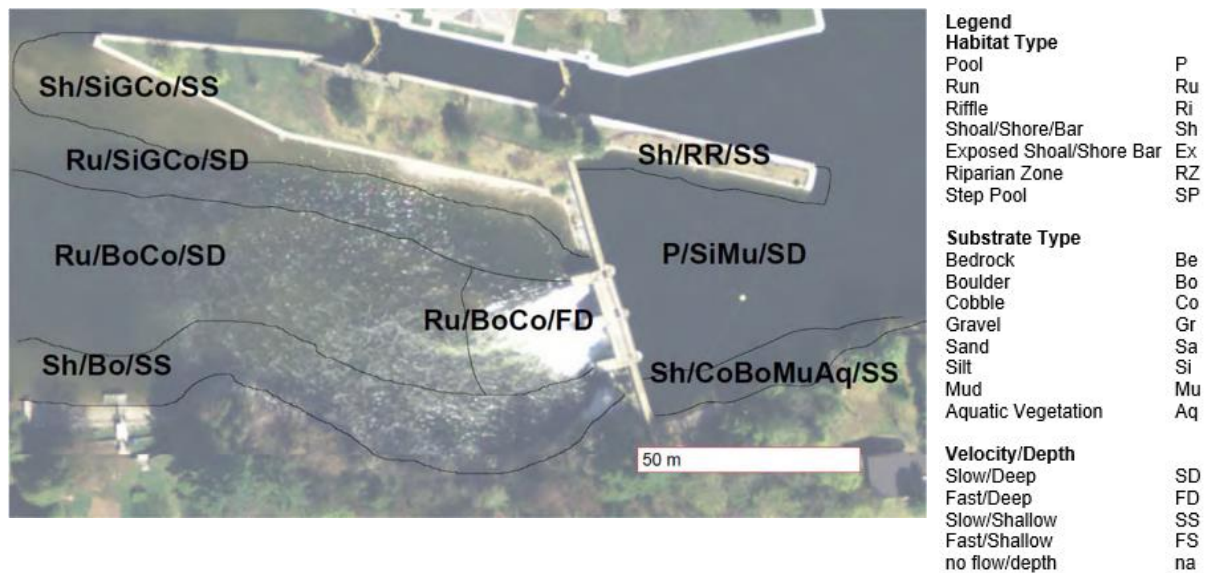 Sh/SiGCo/SS
Ru/SiGCo/SD
Sh/RR/SS
Ru/BoCo/SD
P/SiMu/SD
Ru/BoCo/FD
Sh/Bo/SS
Sh/CoBoMuAq/SS
50 m
Legend
Habitat Type
Pool P
Run Ru
Riffle Ri
Shoal/Shore/Bar Sh
Exposed Shoal/Shore Bar Ex
Riparian Zone RZ
Step Pool SP
Substrate Type
Bedrock Be
Boulder Bo
Cobble Co
Gravel Gr
Sand Sa
Silt Si
Mud Mu
Aquatic Vegetation Aq
Velocity/Depth
Slow/Deep SD
Fast/Deep FD
Slow/Shallow SS
Fast/Shallow FS
no flow/depth na